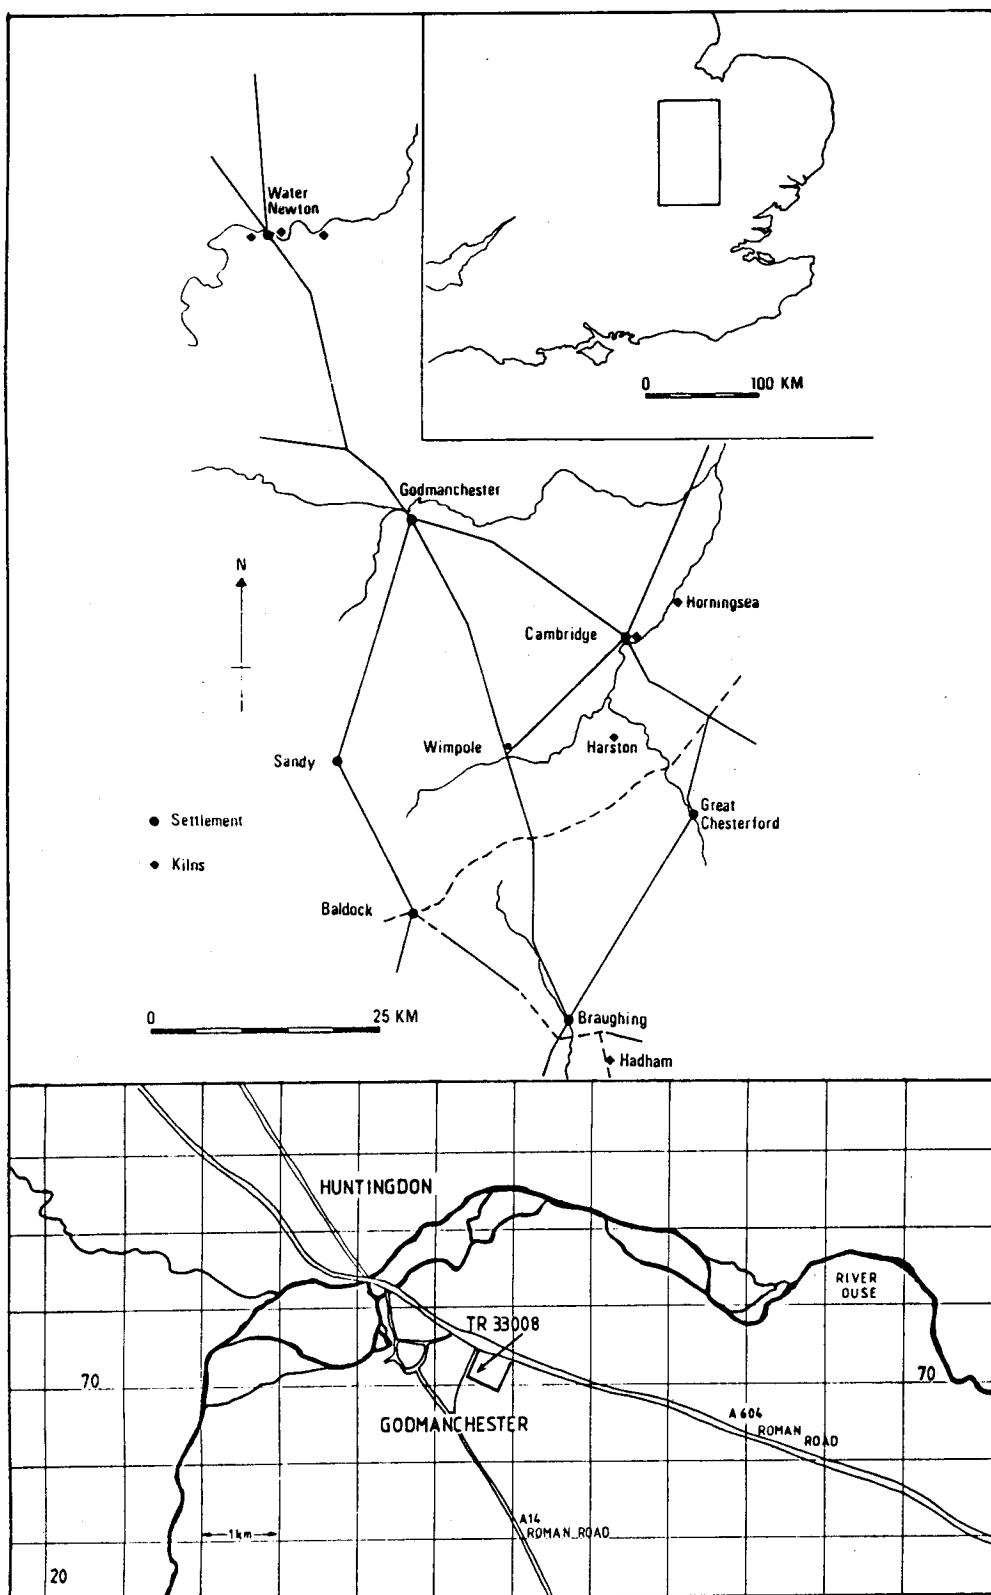 Water
Newton
0 100 KM
Godmanchester
N
Horningsea
Cambridge
Wimpole
Harston
Sandy
Great
Chesterford
Settlement
Kilns
Baldock
0 25 KM
Braughing
Hadham
HUNTINGDON
RIVER
OUSE
TR 33008
70
70
GODMANCHESTER
A 604
ROMAN
ROAD
A14
ROMAN ROAD
1km
20